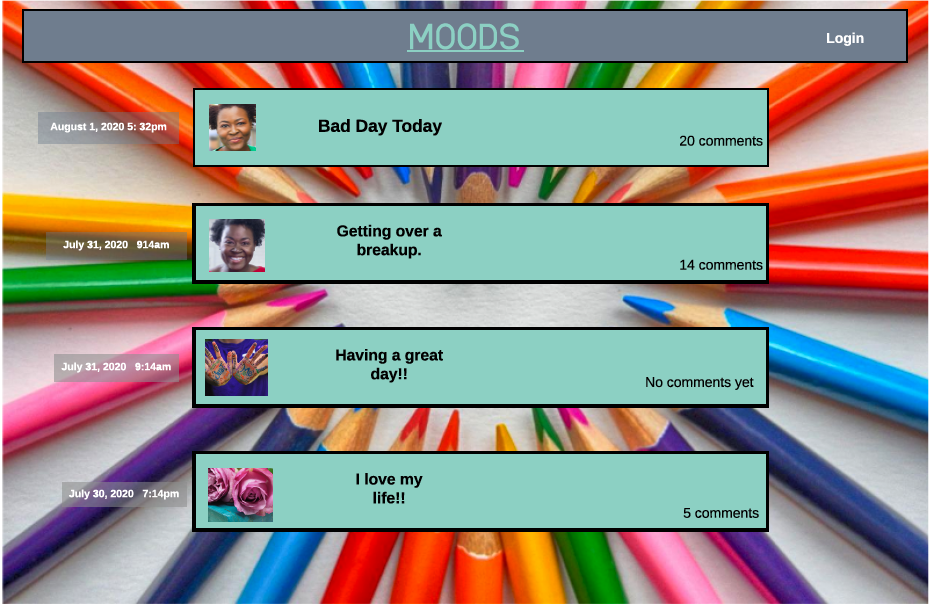 MOODS
Login
August 1, 2020 5: 32pm
Bad Day Today
20 comments
July 31, 2020 914am
Getting over a
breakup.
14 comments
July 31, 2020 9:14am
Having a great
day!!
No comments yet
July 30, 2020 7:14pm
I love my
life!!
5 comments